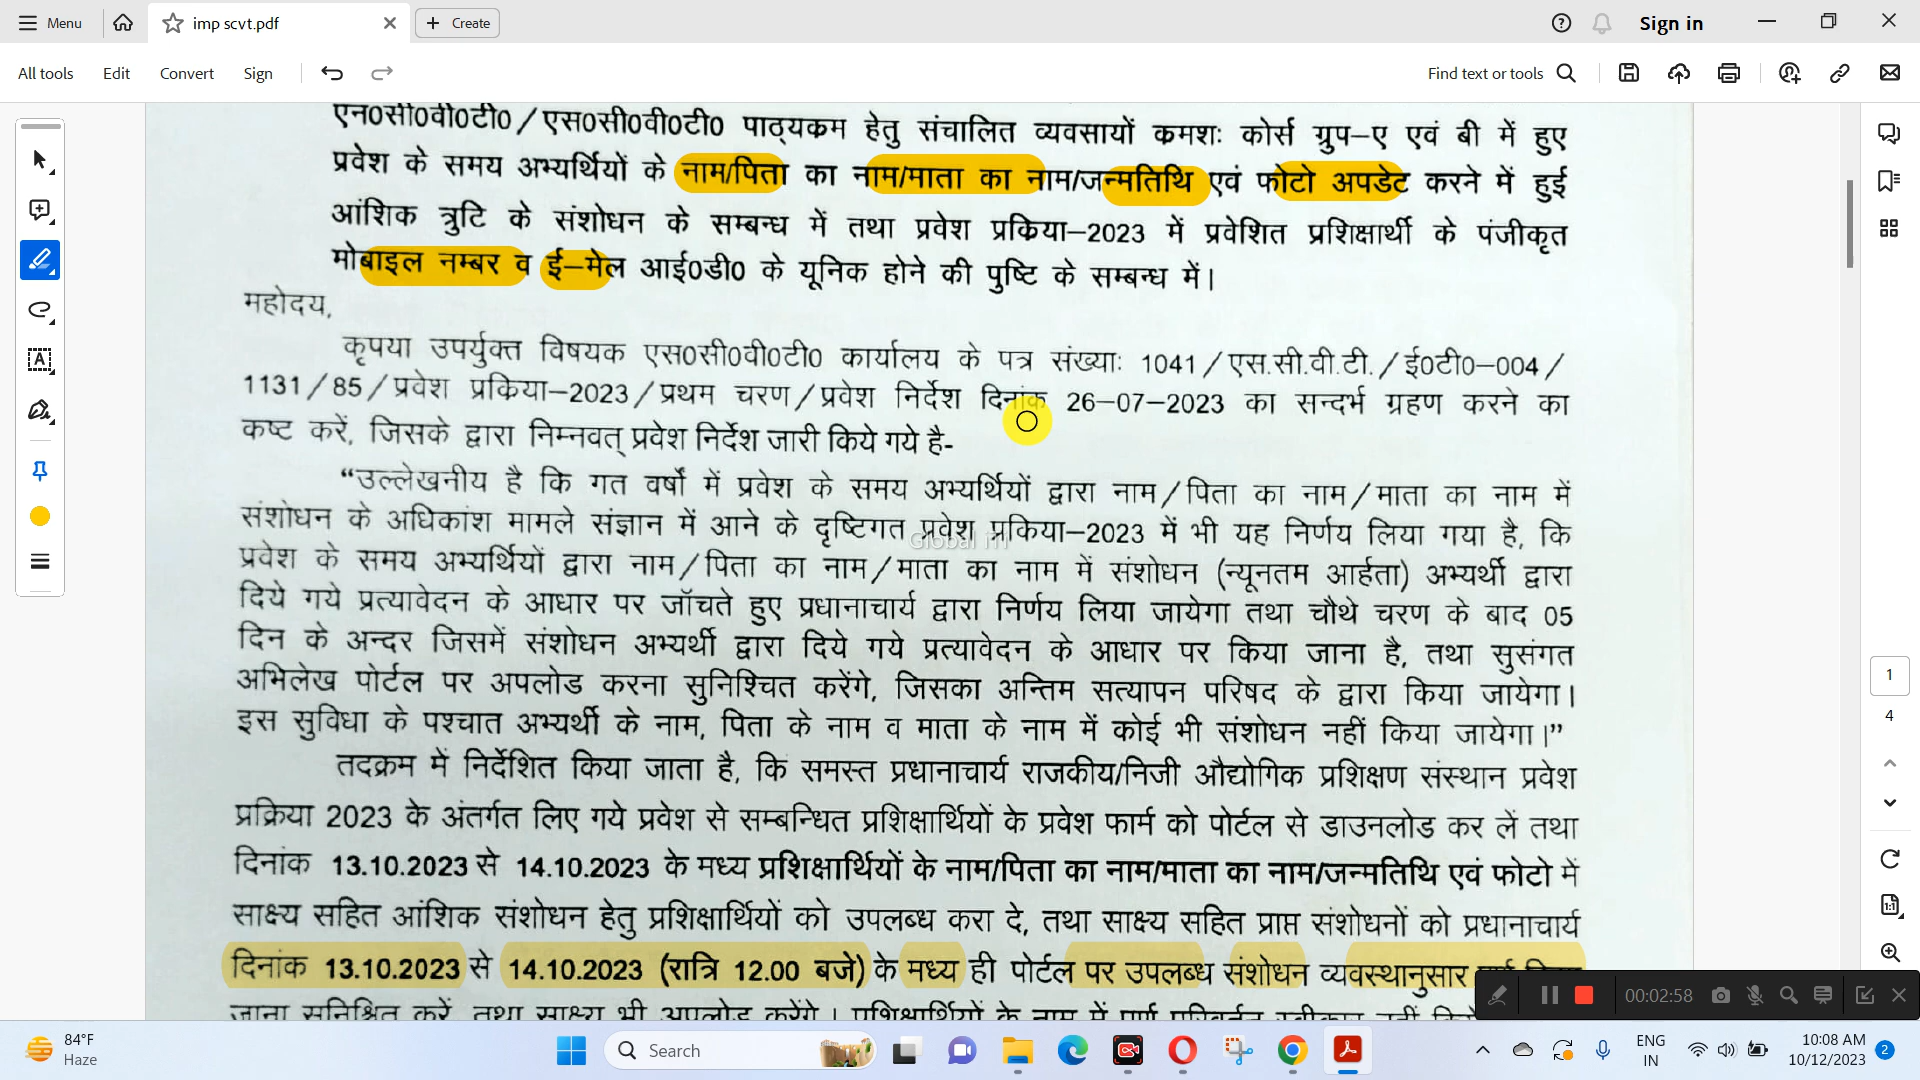 Menu
imp scvt.pdf
Create
Sign in
All tools
Edit
Convert
Sign
Find text or tools
एन0सी0वी0टी0/एस0सी0वी0टी0 पाठ्यक्रम हेतु संचालित व्यवसायों क्रमशः कोर्स ग्रुप–ए एवं बी में हुए
प्रवेश के समय अभ्यर्थियों के नाम/पिता का नाम/माता का नाम/जन्मतिथि एवं फोटो अपडेट करने में हुई
आंशिक त्रुटि के संशोधन के सम्बन्ध में तथा प्रवेश प्रक्रिया–2023 में प्रवेशित प्रशिक्षार्थी के पंजीकृत
मोबाइल नम्बर व ई–मेल आई0डी0 के यूनिक होने की पुष्टि के सम्बन्ध में।
महोदय,
कृपया उपर्युक्त विषयक एस0सी0वी0टी0 कार्यालय के पत्र संख्याः 1041/एस.सी.वी.टी./ई0टी0–004/
1131/85/प्रवेश प्रक्रिया–2023/प्रथम चरण/प्रवेश निर्देश दिनांक 26–07–2023 का सन्दर्भ ग्रहण करने का
कष्ट करें, जिसके द्वारा निम्नवत् प्रवेश निर्देश जारी किये गये है-
“उल्लेखनीय है कि गत वर्षों में प्रवेश के समय अभ्यर्थियों द्वारा नाम/पिता का नाम/माता का नाम में
संशोधन के अधिकांश मामले संज्ञान में आने के दृष्टिगत प्रवेश प्रक्रिया–2023 में भी यह निर्णय लिया गया है, कि
प्रवेश के समय अभ्यर्थियों द्वारा नाम/पिता का नाम/माता का नाम में संशोधन (न्यूनतम आर्हता) अभ्यर्थी द्वारा
दिये गये प्रत्यावेदन के आधार पर जॉचते हुए प्रधानाचार्य द्वारा निर्णय लिया जायेगा तथा चौथे चरण के बाद 05
दिन के अन्दर जिसमें संशोधन अभ्यर्थी द्वारा दिये गये प्रत्यावेदन के आधार पर किया जाना है, तथा सुसंगत
अभिलेख पोर्टल पर अपलोड करना सुनिश्चित करेंगे, जिसका अन्तिम सत्यापन परिषद के द्वारा किया जायेगा।
इस सुविधा के पश्चात अभ्यर्थी के नाम, पिता के नाम व माता के नाम में कोई भी संशोधन नहीं किया जायेगा।”
तदक्रम में निर्देशित किया जाता है, कि समस्त प्रधानाचार्य राजकीय/निजी औद्योगिक प्रशिक्षण संस्थान प्रवेश
प्रक्रिया 2023 के अंतर्गत लिए गये प्रवेश से सम्बन्धित प्रशिक्षार्थियों के प्रवेश फार्म को पोर्टल से डाउनलोड कर लें तथा
दिनांक 13.10.2023 से 14.10.2023 के मध्य प्रशिक्षार्थियों के नाम/पिता का नाम/माता का नाम/जन्मतिथि एवं फोटो में
साक्ष्य सहित आंशिक संशोधन हेतु प्रशिक्षार्थियों को उपलब्ध करा दे, तथा साक्ष्य सहित प्राप्त संशोधनों को प्रधानाचार्य
दिनांक 13.10.2023 से 14.10.2023 (रात्रि 12.00 बजे) के मध्य ही पोर्टल पर उपलब्ध संशोधन व्यवस्थानुसार
जाना सुनिश्चित करें, तथा साक्ष्य भी अपलोड करेंगे। प्रशिक्षार्थियों के नाम में
1
4
00:02:58
84°F
Haze
Search
ENG
IN
10:08 AM
10/12/2023
2